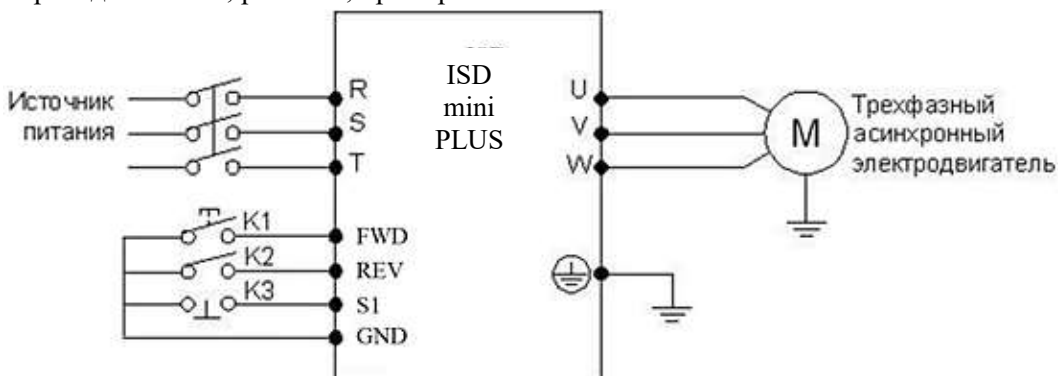 ISD
mini
PLUS
R
S
T
Источник
питания
U
V
W
M
Трехфазный
асинхронный
электродвигатель
K1
FWD
K2
REV
K3
S1
GND